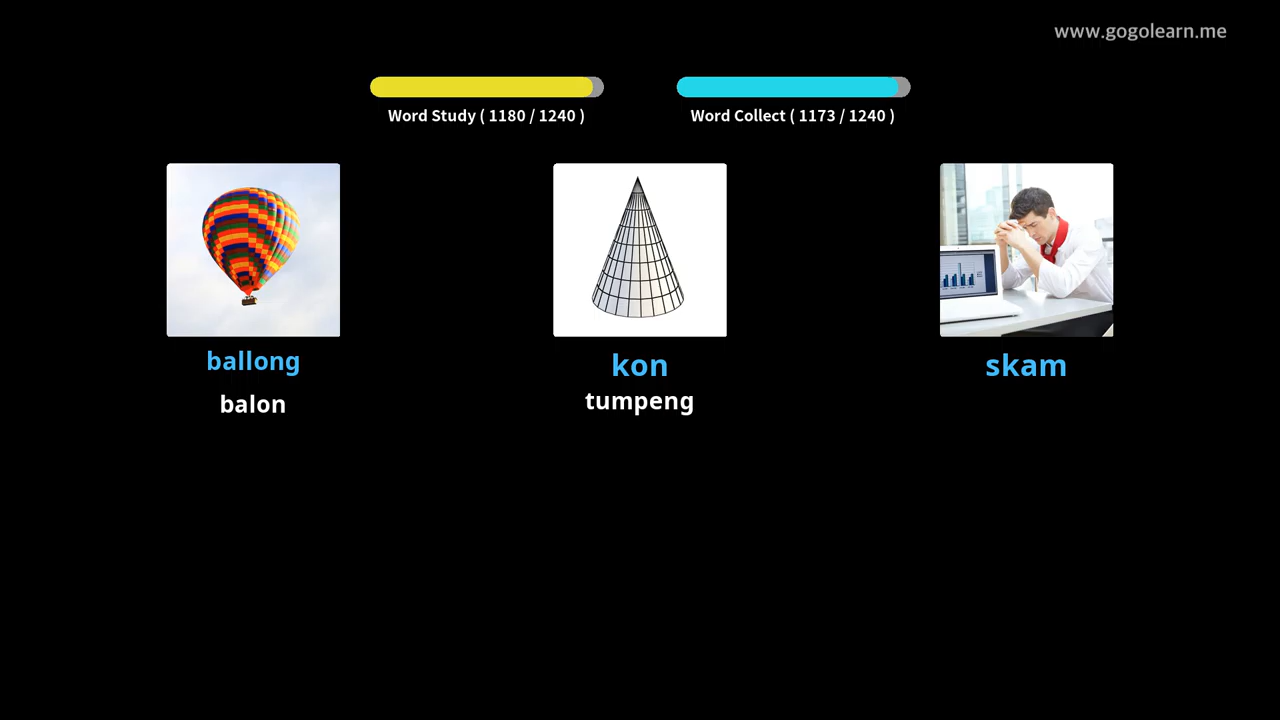 www.gogolearn.me
Word Study ( 1180 / 1240 )
Word Collect ( 1173 / 1240 )
ballong
kon
skam
balon
tumpeng